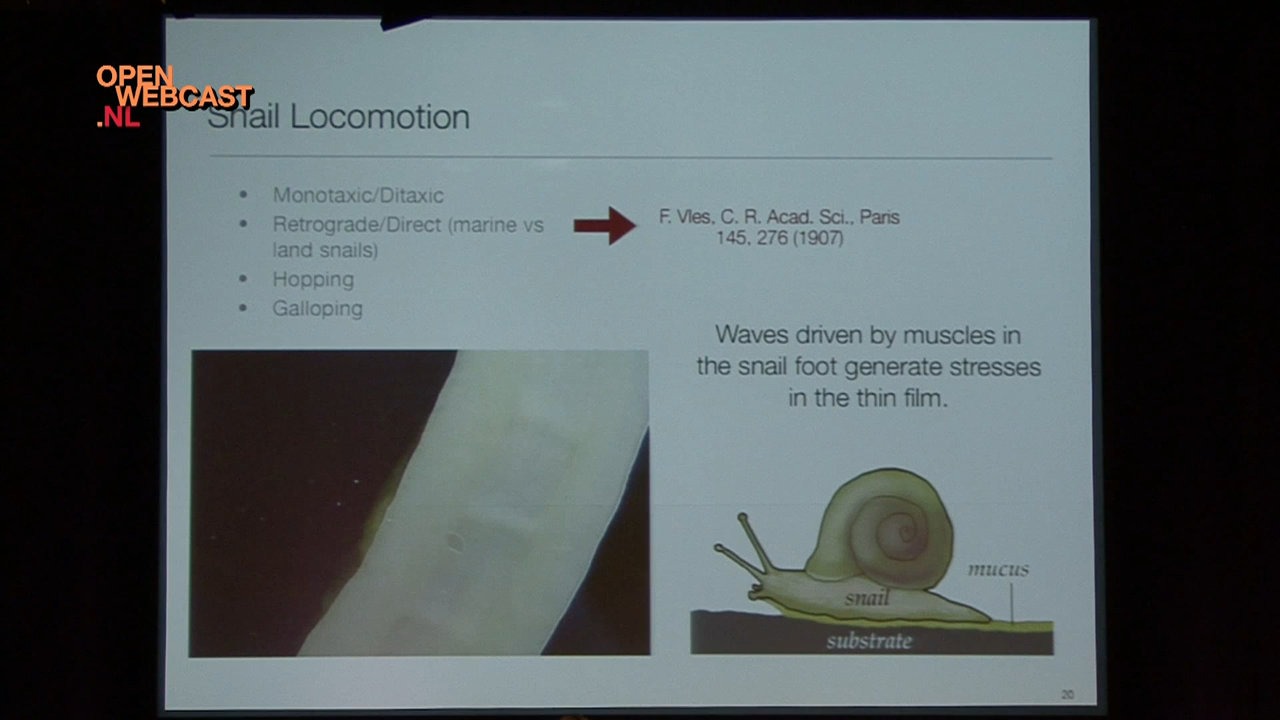 OPEN
WEBCAST
.NL
Snail Locomotion
• Monotaxic/Ditaxic
• Retrograde/Direct (marine vs
land snails)
• Hopping
• Galloping
F. Vles, C. R. Acad. Sci., Paris
145, 276 (1907)
Waves driven by muscles in
the snail foot generate stresses
in the thin film.
mucus
snail
substrate
20